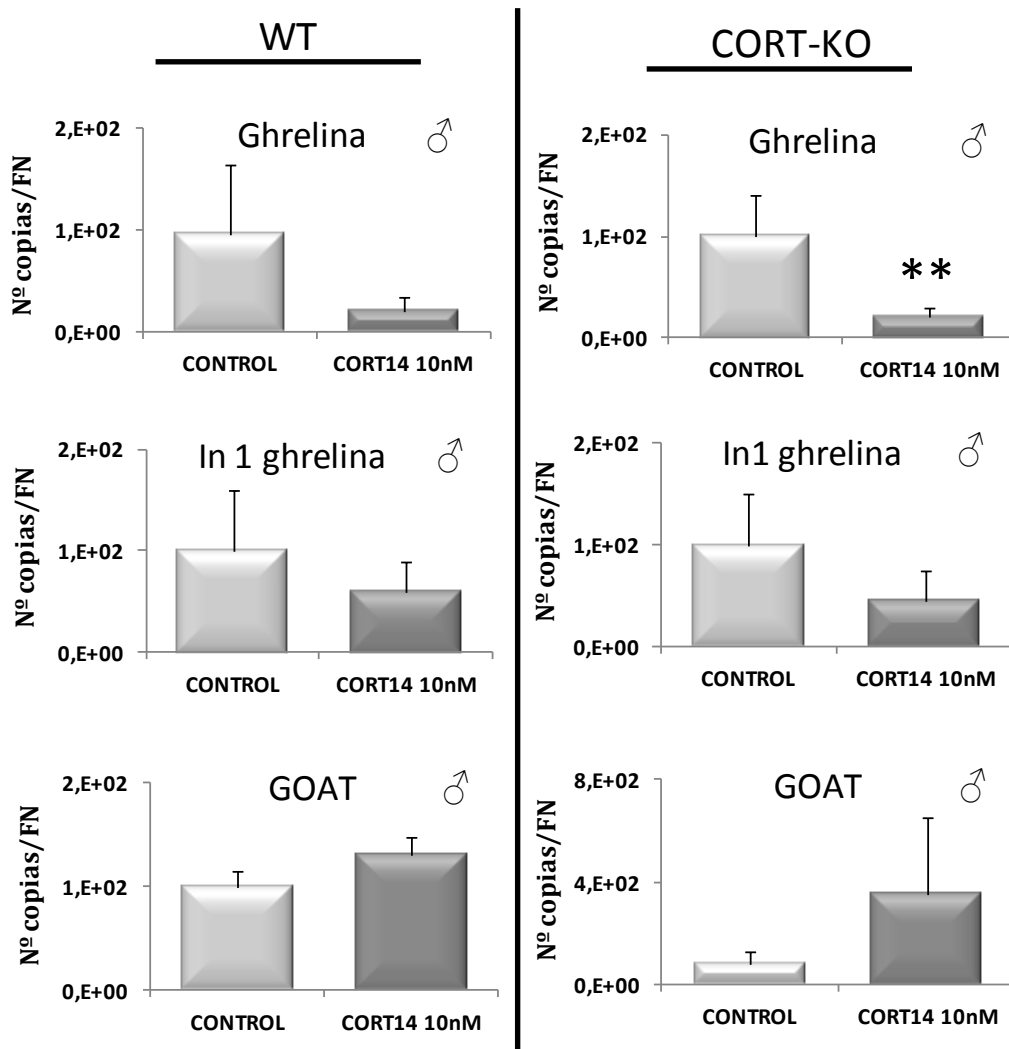 WT
Ghrelina ♂
Nº copias/FN
2,E+02
1,E+02
0,E+00
CONTROL CORT14 10nM
In 1 ghrelina ♂
Nº copias/FN
2,E+02
1,E+02
0,E+00
CONTROL CORT14 10nM
GOAT ♂
Nº copias/FN
2,E+02
1,E+02
0,E+00
CONTROL CORT14 10nM
CORT-KO
Ghrelina ♂
Nº copias/FN
2,E+02
1,E+02
0,E+00
**
CONTROL CORT14 10nM
In1 ghrelina ♂
Nº copias/FN
2,E+02
1,E+02
0,E+00
CONTROL CORT14 10nM
GOAT ♂
Nº copias/FN
8,E+02
4,E+02
0,E+00
CONTROL CORT14 10nM